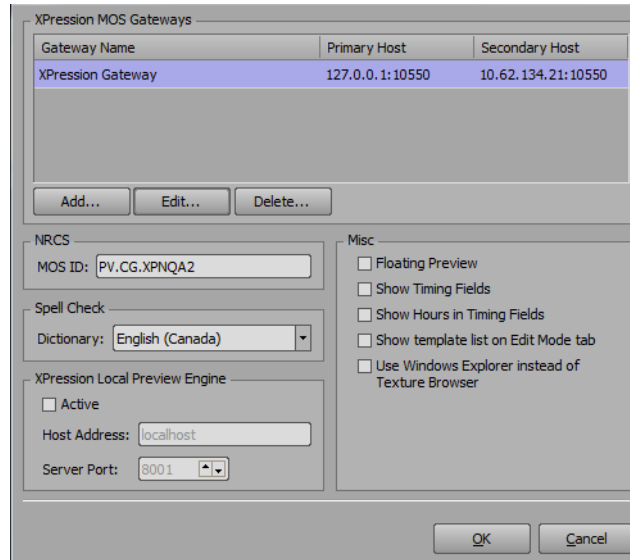 XPression MOS Gateways
Gateway Name Primary Host Secondary Host
XPression Gateway 127.0.0.1:10550 10.62.134.21:10550
Add... Edit... Delete...
NRCS
MOS ID: PV.CG.XPNQA2
Spell Check
Dictionary: English (Canada)
XPression Local Preview Engine
Active
Host Address: localhost
Server Port: 8001
Misc
Floating Preview
Show Timing Fields
Show Hours in Timing Fields
Show template list on Edit Mode tab
Use Windows Explorer instead of
Texture Browser
OK Cancel